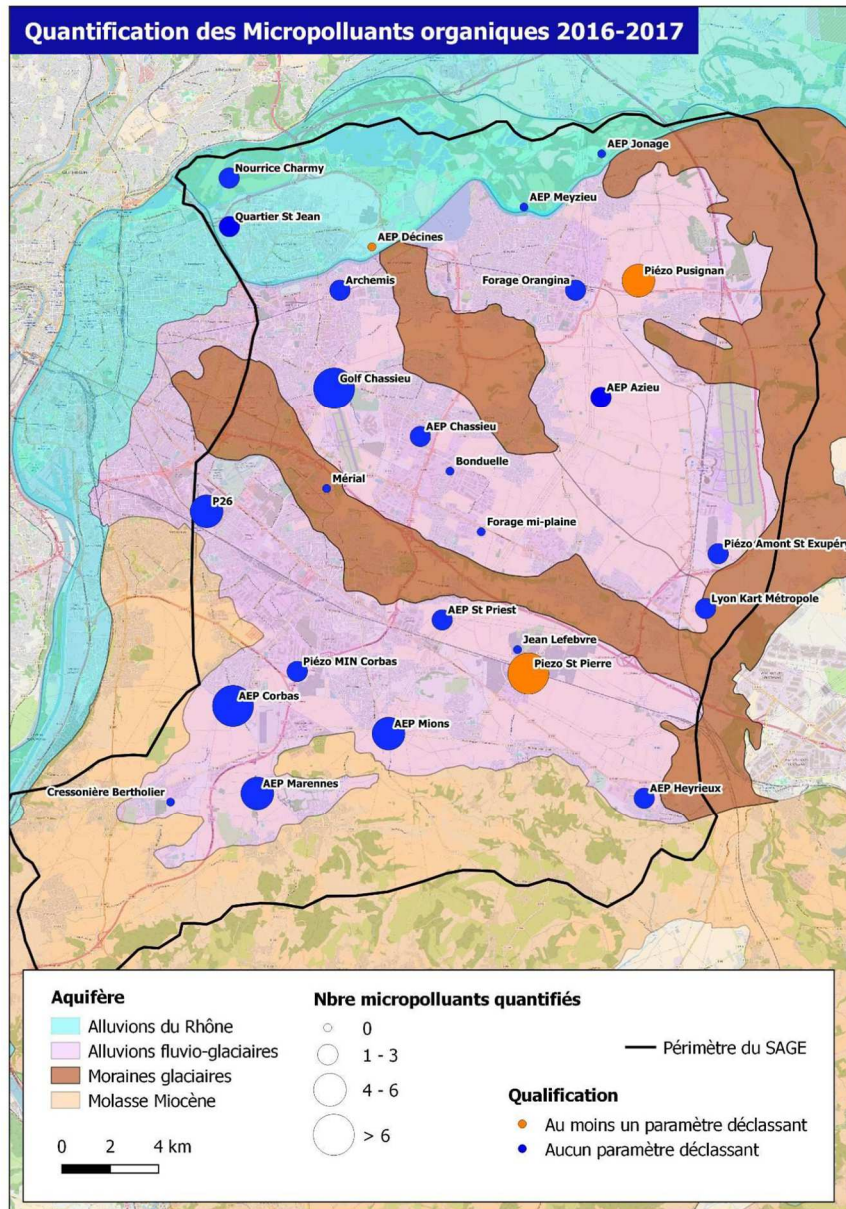 Quantification des Micropolluants organiques 2016-2017
AEP Jonage
Nourrice Charmy
AEP Meyzieu
Quartier St Jean
AEP Décines
Piézo Pusignan
Archemis
Forage Orangina
Golf Chassieu
AEP Azieu
AEP Chassieu
Bonduelle
Mérial
P26
Forage mi-plaine
Piézo Amont St Exupéry
Lyon Kart Métropole
AEP St Priest
Jean Lefebvre
Piézo MIN Corbas
Piezo St Pierre
AEP Corbas
AEP Mions
AEP Marennes
Cressonière Bertholier
AEP Heyrieux
Aquifère
Alluvions du Rhône
Alluvions fluvio-glaciaires
Moraines glaciaires
Molasse Miocène
0 2 4 km
Nbre micropolluants quantifiés
0
1 - 3
4 - 6
> 6
Périmètre du SAGE
Qualification
Au moins un paramètre déclassant
Aucun paramètre déclassant